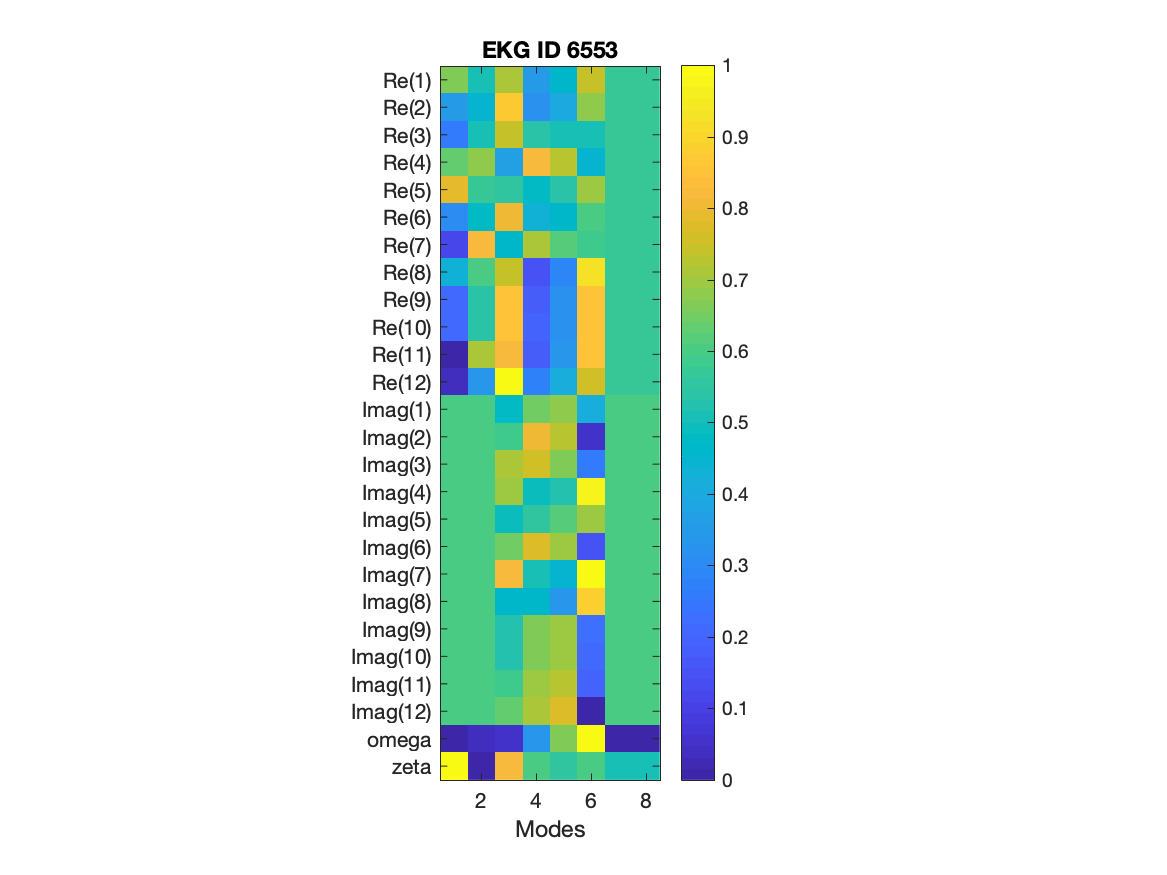 EKG ID 6553
Re(1)
Re(2)
Re(3)
Re(4)
Re(5)
Re(6)
Re(7)
Re(8)
Re(9)
Re(10)
Re(11)
Re(12)
Imag(1)
Imag(2)
Imag(3)
Imag(4)
Imag(5)
Imag(6)
Imag(7)
Imag(8)
Imag(9)
Imag(10)
Imag(11)
Imag(12)
omega
zeta
2 4 6 8
Modes
1
0.9
0.8
0.7
0.6
0.5
0.4
0.3
0.2
0.1
0